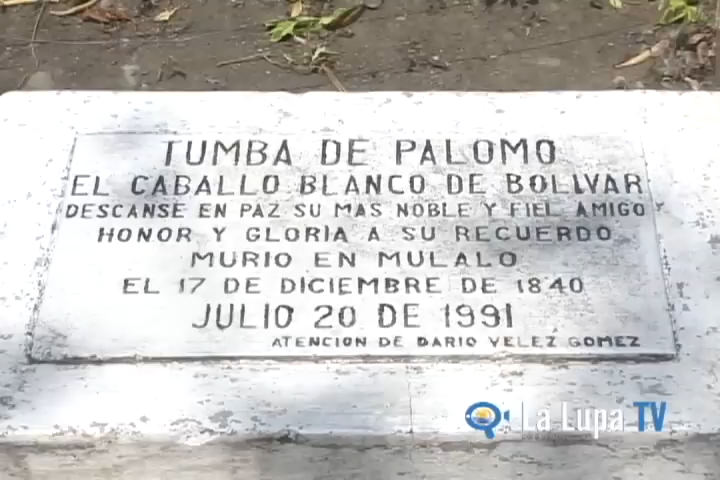 TUMBA DE PALOMO
EL CABALLO BLANCO DE BOLIVAR
DESCANSE EN PAZ SU MAS NOBLE Y FIEL AMIGO
HONOR Y GLORIA A SU RECUERDO
MURIO EN MULALO
EL 17 DE DICIEMBRE DE 1840
JULIO 20 DE 1991
ATENCION DE DARIO VELEZ GOMEZ
La Lupa TV